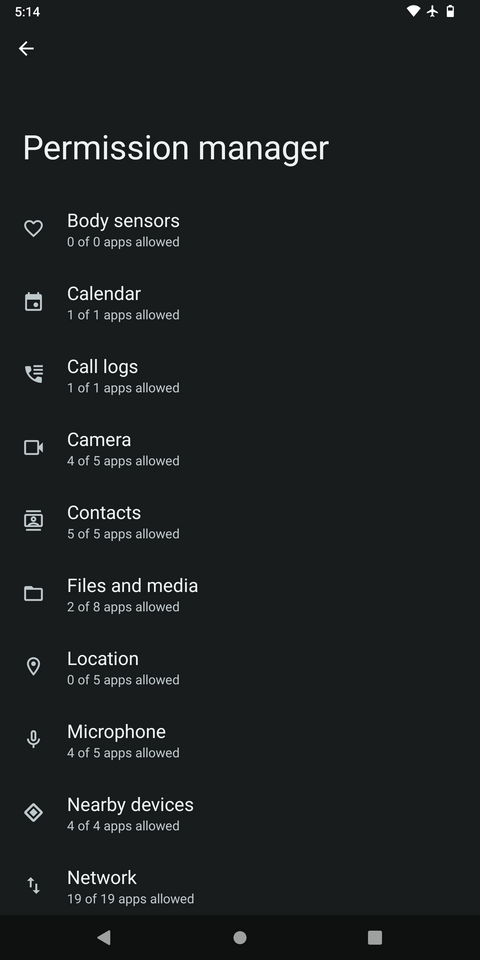 5:14
Permission manager
Body sensors
0 of 0 apps allowed
Calendar
1 of 1 apps allowed
Call logs
1 of 1 apps allowed
Camera
4 of 5 apps allowed
Contacts
5 of 5 apps allowed
Files and media
2 of 8 apps allowed
Location
0 of 5 apps allowed
Microphone
4 of 5 apps allowed
Nearby devices
4 of 4 apps allowed
Network
19 of 19 apps allowed